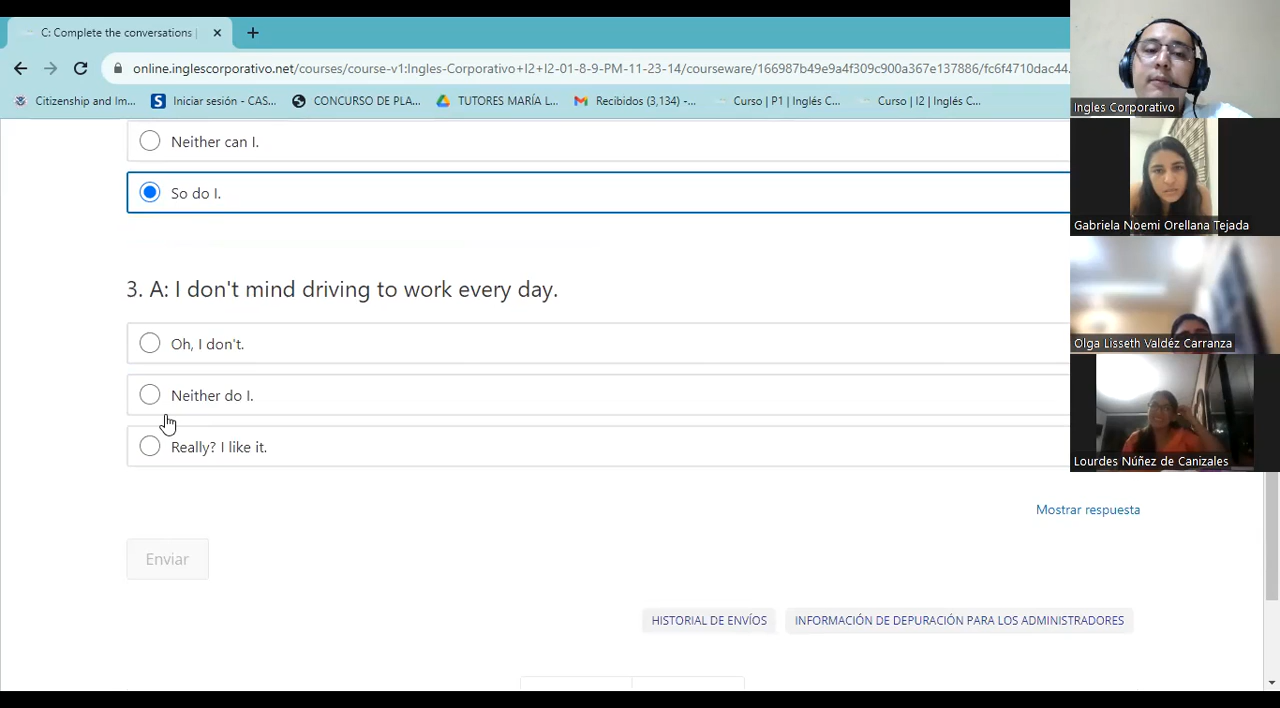 C: Complete the conversations |
online.inglescorporativo.net/courses/course-v1:Ingles-Corporativo+I2+I2-01-8-9-PM-11-23-14/courseware/166987b49e9a4f309c900a367e137886/fc6f4710dac44...
Citizenship and Im... Iniciar sesión - CAS... CONCURSO DE PLA... TUTORES MARÍA L... Recibidos (3,134) -... Curso | P1 | Inglés C... Curso | I2 | Inglés C...
Ingles Corporativo
Neither can I.
So do I.
Gabriela Noemi Orellana Tejada
3. A: I don't mind driving to work every day.
Oh, I don't.
Olga Lisseth Valdéz Carranza
Neither do I.
Really? I like it.
Lourdes Núñez de Canizales
Mostrar respuesta
Enviar
HISTORIAL DE ENVÍOS INFORMACIÓN DE DEPURACIÓN PARA LOS ADMINISTRADORES